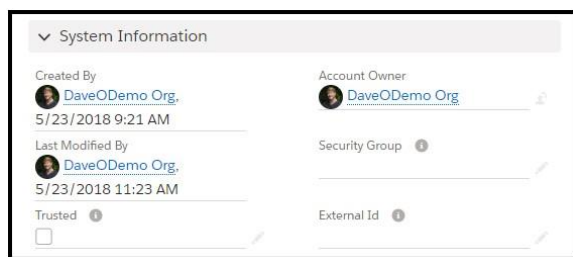 System Information
Created By
DaveODemo Org,
5/23/2018 9:21 AM
Account Owner
DaveODemo Org
Last Modified By
DaveODemo Org,
5/23/2018 11:23 AM
Security Group
Trusted
External Id